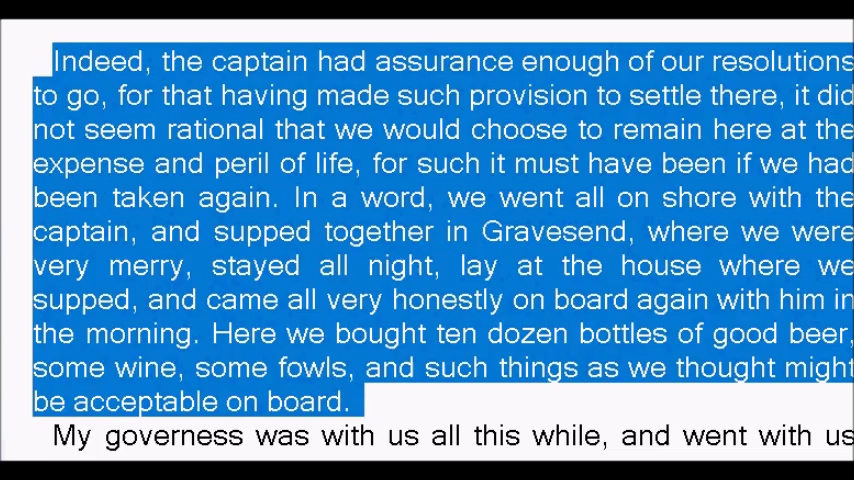 Indeed, the captain had assurance enough of our resolutions
to go, for that having made such provision to settle there, it did
not seem rational that we would choose to remain here at the
expense and peril of life, for such it must have been if we had
been taken again. In a word, we went all on shore with the
captain, and supped together in Gravesend, where we were
very merry, stayed all night, lay at the house where we
supped, and came all very honestly on board again with him in
the morning. Here we bought ten dozen bottles of good beer,
some wine, some fowls, and such things as we thought might
be acceptable on board.
My governess was with us all this while, and went with us